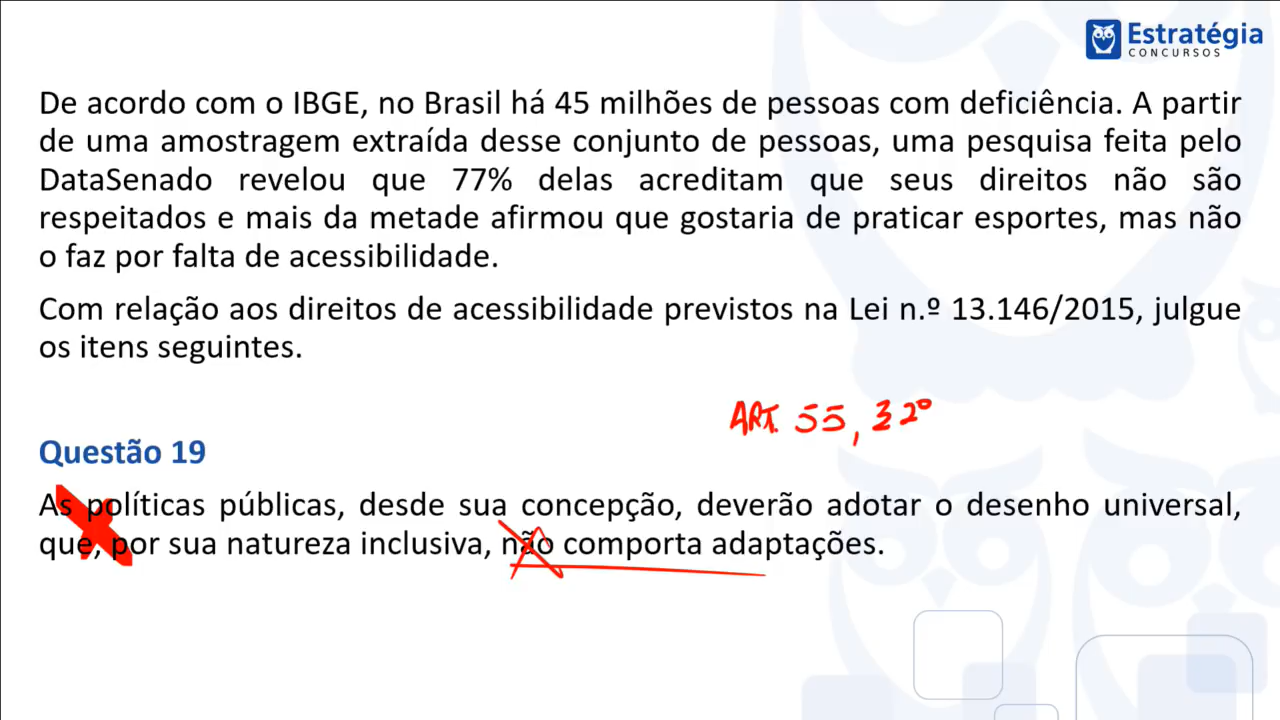 Estratégia
CONCURSOS
De acordo com o IBGE, no Brasil há 45 milhões de pessoas com deficiência. A partir
de uma amostragem extraída desse conjunto de pessoas, uma pesquisa feita pelo
DataSenado revelou que 77% delas acreditam que seus direitos não são
respeitados e mais da metade afirmou que gostaria de praticar esportes, mas não
o faz por falta de acessibilidade.
Com relação aos direitos de acessibilidade previstos na Lei n.º 13.146/2015, julgue
os itens seguintes.
ART. 55, § 2º
Questão 19
As políticas públicas, desde sua concepção, deverão adotar o desenho universal,
que, por sua natureza inclusiva, não comporta adaptações.